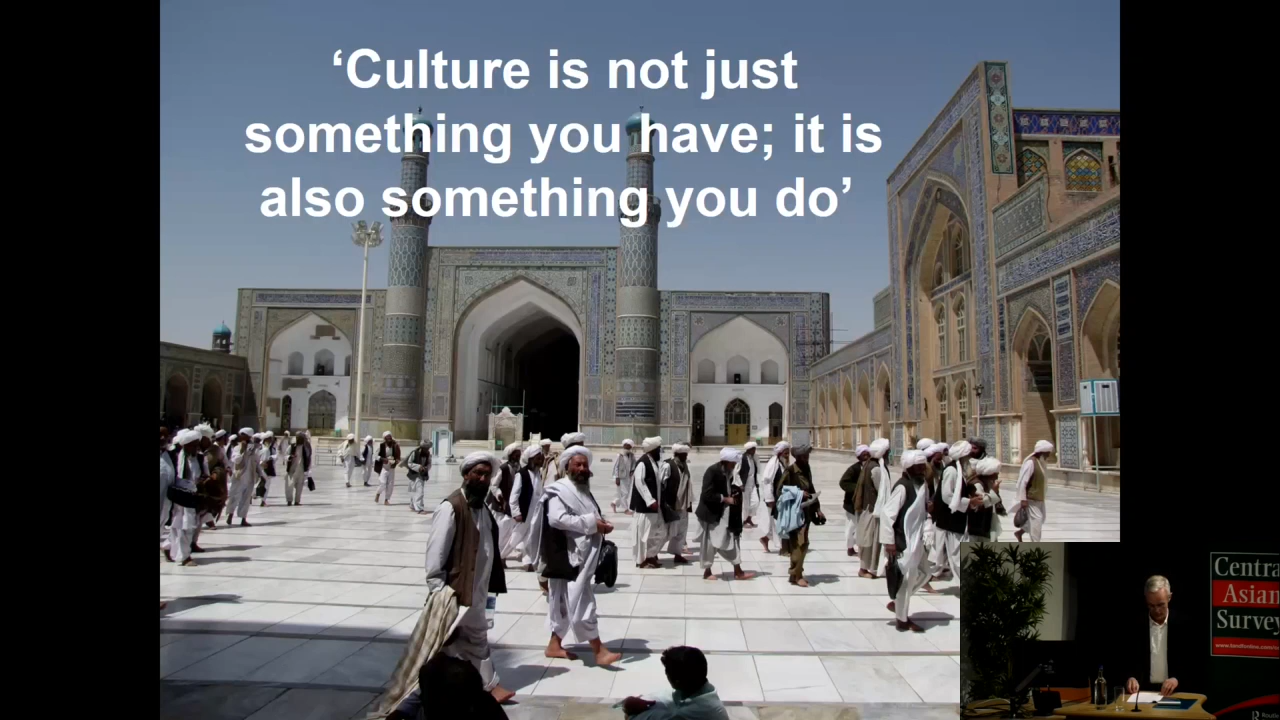 ‘Culture is not just
something you have; it is
also something you do’
Central
Asian
Survey